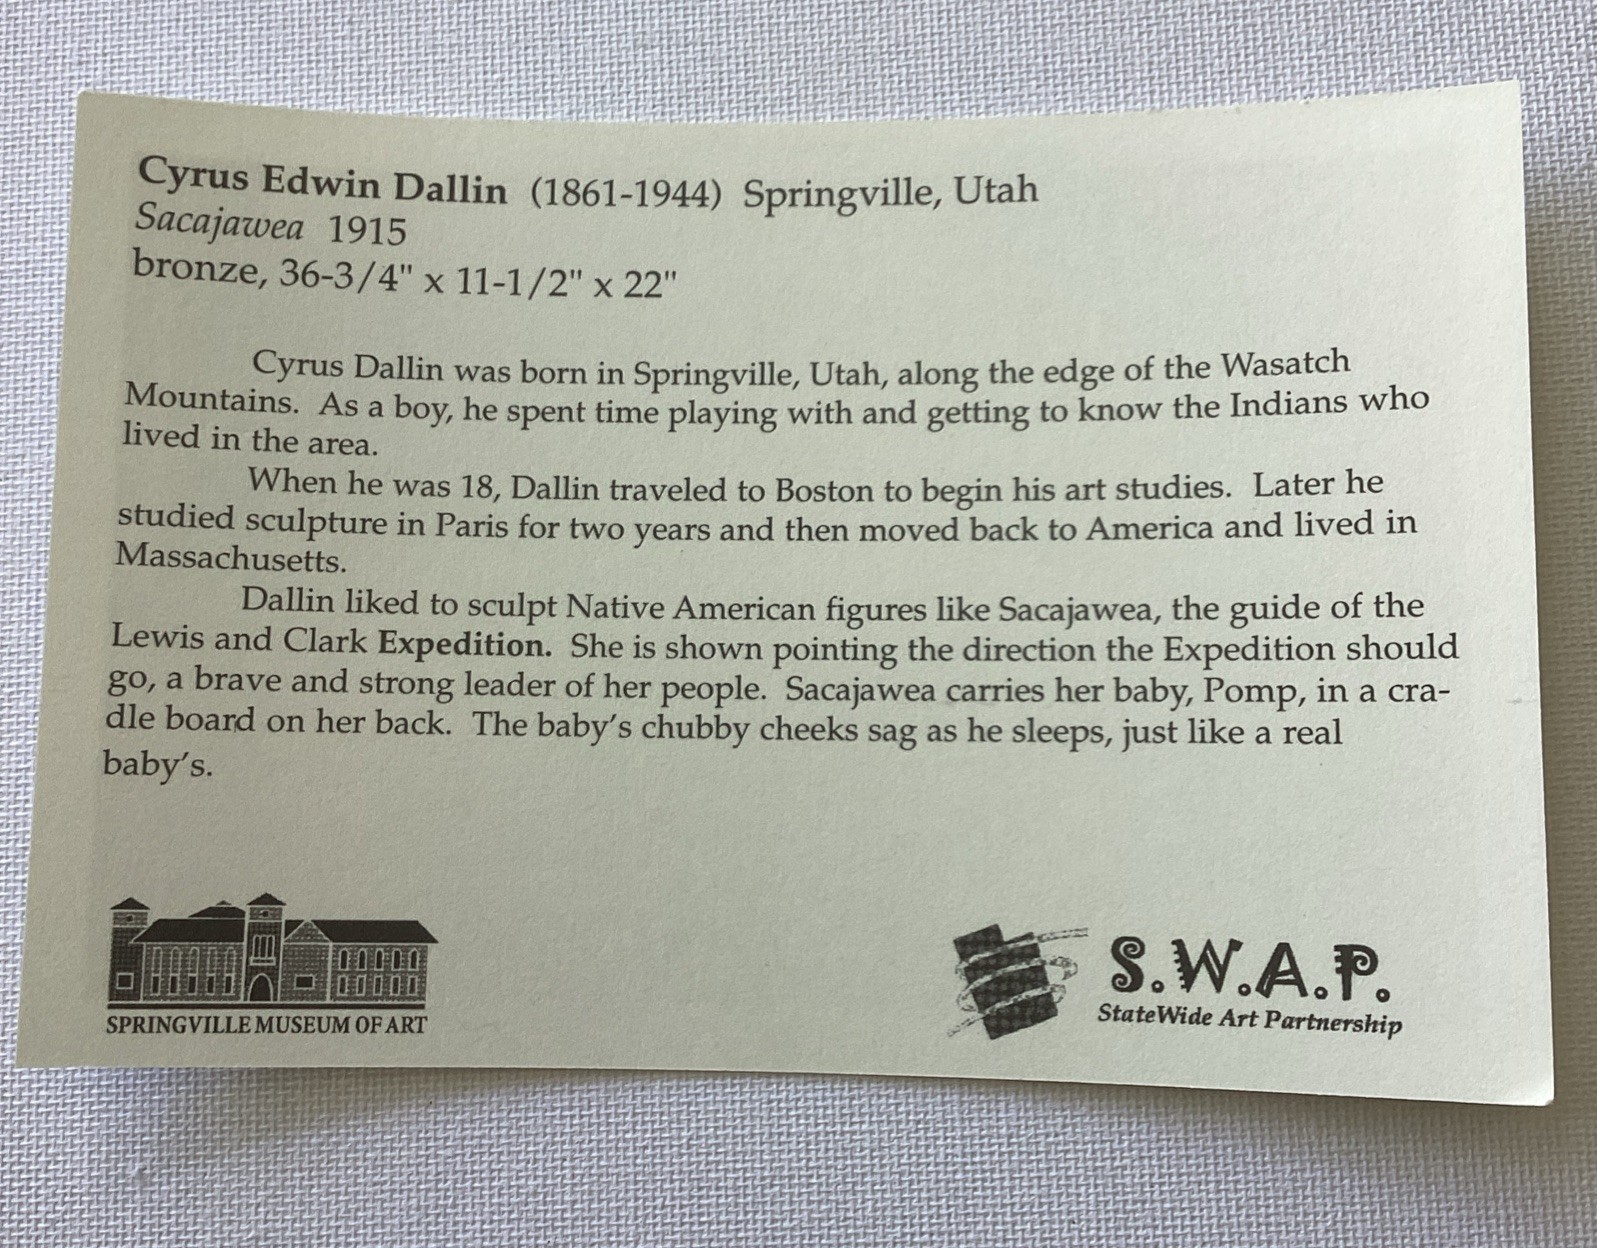 Cyrus Edwin Dallin (1861-1944) Springville, Utah
Sacajawea 1915
bronze, 36-3/4" x 11-1/2" x 22"
Cyrus Dallin was born in Springville, Utah, along the edge of the Wasatch
Mountains. As a boy, he spent time playing with and getting to know the Indians who
lived in the area.
When he was 18, Dallin traveled to Boston to begin his art studies. Later he
studied sculpture in Paris for two years and then moved back to America and lived in
Massachusetts.
Dallin liked to sculpt Native American figures like Sacajawea, the guide of the
Lewis and Clark Expedition. She is shown pointing the direction the Expedition should
go, a brave and strong leader of her people. Sacajawea carries her baby, Pomp, in a cra-
dle board on her back. The baby's chubby cheeks sag as he sleeps, just like a real
baby's.
SPRINGVILLE MUSEUM OF ART
S.W.A.P.
StateWide Art Partnership